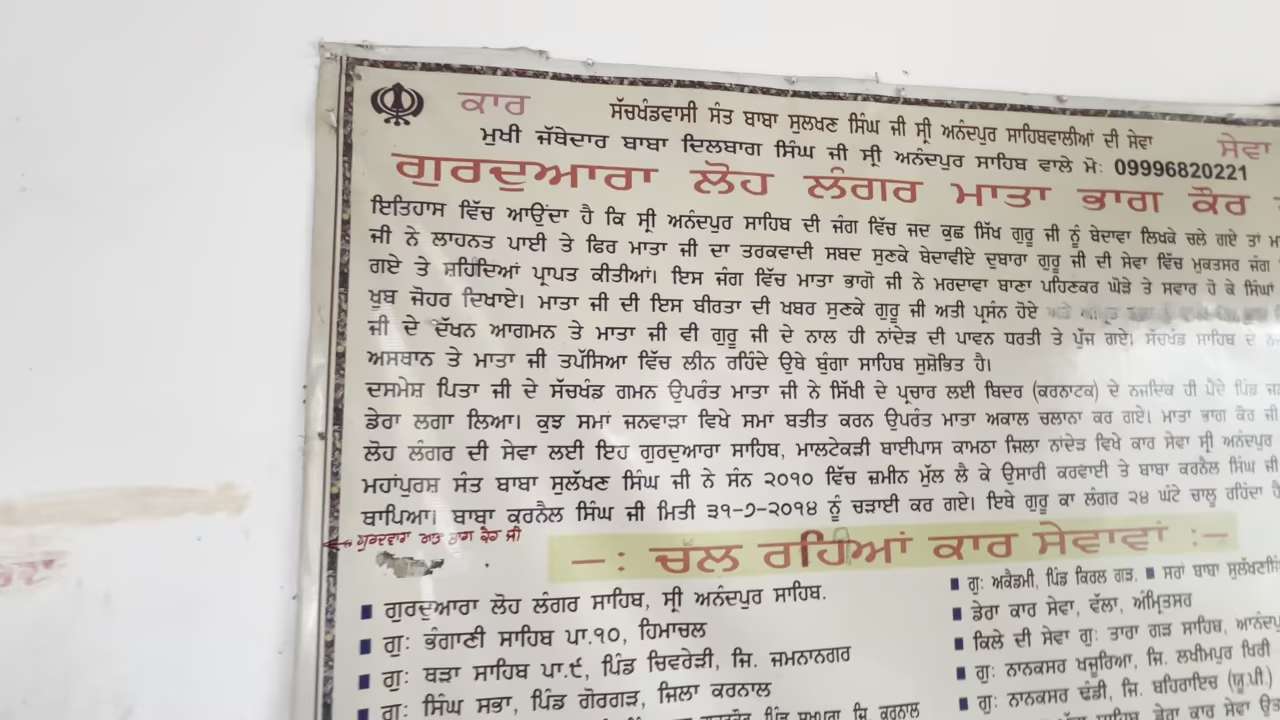 ਕਾਰ ਸੱਚਖੰਡਵਾਸੀ ਸੰਤ ਬਾਬਾ ਸੁਲਖਣ ਸਿੰਘ ਜੀ ਸ੍ਰੀ ਅਨੰਦਪੁਰ ਸਾਹਿਬਵਾਲੀਆਂ ਦੀ ਸੇਵਾ ਸੇਵਾ
ਮੁਖੀ ਜੱਥੇਦਾਰ ਬਾਬਾ ਦਿਲਬਾਗ ਸਿੰਘ ਜੀ ਸ੍ਰੀ ਅਨੰਦਪੁਰ ਸਾਹਿਬ ਵਾਲੇ ਮੋਃ 09996820221
ਗੁਰਦੁਆਰਾ ਲੋਹ ਲੰਗਰ ਮਾਤਾ ਭਾਗ ਕੌਰ
ਇਤਿਹਾਸ ਵਿੱਚ ਆਉਂਦਾ ਹੈ ਕਿ ਸ੍ਰੀ ਅਨੰਦਪੁਰ ਸਾਹਿਬ ਦੀ ਜੰਗ ਵਿੱਚ ਜਦ ਕੁਛ ਸਿੱਖ ਗੁਰੂ ਜੀ ਨੂੰ ਬੇਦਾਵਾ ਲਿਖਕੇ ਚਲੇ ਗਏ ਤਾਂ
ਜੀ ਨੇ ਲਾਹਨਤ ਪਾਈ ਤੇ ਫਿਰ ਮਾਤਾ ਜੀ ਦਾ ਤਰਕਵਾਦੀ ਸਬਦ ਸੁਣਕੇ ਬੇਦਾਵੀਏ ਦੁਬਾਰਾ ਗੁਰੂ ਜੀ ਦੀ ਸੇਵਾ ਵਿੱਚ ਮੁਕਤਸਰ ਜੰਗ
ਗਏ ਤੇ ਸ਼ਹਿਦਿਆਂ ਪ੍ਰਾਪਤ ਕੀਤੀਆਂ। ਇਸ ਜੰਗ ਵਿੱਚ ਮਾਤਾ ਭਾਗੋ ਜੀ ਨੇ ਮਰਦਾਵਾ ਬਾਣਾ ਪਹਿਣਕਰ ਘੋੜੇ ਤੇ ਸਵਾਰ ਹੋ ਕੇ ਸਿੰਘਾਂ
ਖੂਬ ਜੋਹਰ ਦਿਖਾਏ। ਮਾਤਾ ਜੀ ਦੀ ਇਸ ਬੀਰਤਾ ਦੀ ਖਬਰ ਸੁਣਕੇ ਗੁਰੂ ਜੀ ਅਤੀ ਪ੍ਰਸੰਨ ਹੋਏ
ਜੀ ਦੇ ਦੱਖਨ ਆਗਮਨ ਤੇ ਮਾਤਾ ਜੀ ਵੀ ਗੁਰੂ ਜੀ ਦੇ ਨਾਲ ਹੀ ਨਾਂਦੇੜ ਦੀ ਪਾਵਨ ਧਰਤੀ ਤੇ ਪੁੱਜ ਗਏ। ਸੱਚਖੰਡ ਸਾਹਿਬ ਦੇ
ਅਸਥਾਨ ਤੇ ਮਾਤਾ ਜੀ ਤਪੱਸਿਆ ਵਿੱਚ ਲੀਨ ਰਹਿੰਦੇ ਉਥੇ ਬੁੰਗਾ ਸਾਹਿਬ ਸੁਸ਼ੋਭਿਤ ਹੈ।
ਦਸਮੇਸ਼ ਪਿਤਾ ਜੀ ਦੇ ਸੱਚਖੰਡ ਗਮਨ ਉਪਰੰਤ ਮਾਤਾ ਜੀ ਨੇ ਸਿੱਖੀ ਦੇ ਪ੍ਰਚਾਰ ਲਈ ਬਿਦਰ (ਕਰਨਾਟਕ) ਦੇ ਨਜਦਿਕ ਹੀ ਪੈਂਦੇ ਪਿੰਡ
ਡੇਰਾ ਲਗਾ ਲਿਆ। ਕੁਝ ਸਮਾਂ ਜਨਵਾੜਾ ਵਿਖੇ ਸਮਾਂ ਬਤੀਤ ਕਰਨ ਉਪਰੰਤ ਮਾਤਾ ਅਕਾਲ ਚਲਾਨਾ ਕਰ ਗਏ। ਮਾਤਾ ਭਾਗ ਕੌਰ ਜੀ
ਲੋਹ ਲੰਗਰ ਦੀ ਸੇਵਾ ਲਈ ਇਹ ਗੁਰਦੁਆਰਾ ਸਾਹਿਬ, ਮਾਲਟੇਕੜੀ ਬਾਈਪਾਸ ਕਾਮਠਾ ਜਿਲਾ ਨਾਂਦੇੜ ਵਿਖੇ ਕਾਰ ਸੇਵਾ ਸ੍ਰੀ ਅਨੰਦਪੁਰ
ਮਹਾਂਪੁਰਸ਼ ਸੰਤ ਬਾਬਾ ਸੁਲੱਖਣ ਸਿੰਘ ਜੀ ਨੇ ਸੰਨ ੨੦੧੦ ਵਿੱਚ ਜ਼ਮੀਨ ਮੁੱਲ ਲੈ ਕੇ ਉਸਾਰੀ ਕਰਵਾਈ ਤੇ ਬਾਬਾ ਕਰਨੈਲ ਸਿੰਘ ਜੀ
ਥਾਪਿਆ। ਬਾਬਾ ਕਰਨੈਲ ਸਿੰਘ ਜੀ ਮਿਤੀ ੩੧-੭-੨੦੧੪ ਨੂੰ ਚੜਾਈ ਕਰ ਗਏ। ਇਥੇ ਗੁਰੂ ਕਾ ਲੰਗਰ ੨੪ ਘੰਟੇ ਚਾਲੂ ਰਹਿੰਦਾ ਹੈ
ਗੁਰਦਵਾਰਾ ਭਾਗ ਕੌਰ ਜੀ
-: ਚੱਲ ਰਹਿਆਂ ਕਾਰ ਸੇਵਾਵਾਂ :-
ਗੁਰਦੁਆਰਾ ਲੋਹ ਲੰਗਰ ਸਾਹਿਬ, ਸ੍ਰੀ ਅਨੰਦਪੁਰ ਸਾਹਿਬ.
ਗੁਃ ਭੰਗਾਣੀ ਸਾਹਿਬ ਪਾ.੧੦, ਹਿਮਾਚਲ
ਗੁਃ ਥੜਾ ਸਾਹਿਬ ਪਾ.੯, ਪਿੰਡ ਚਿਵਰੇੜੀ, ਜਿ. ਜਮਨਾਨਗਰ
ਗੁਃ ਸਿੰਘ ਸਭਾ, ਪਿੰਡ ਗੋਰਗੜ, ਜਿਲਾ ਕਰਨਾਲ
ਜਿ. ਕਰਨਾਲ
ਗੁਃ ਅਕੈਡਮੀ, ਪਿੰਡ ਕਿਰਲ ਗੜ. ਸਰਾਂ ਬਾਬਾ
ਡੇਰਾ ਕਾਰ ਸੇਵਾ, ਵੱਲਾ, ਅੰਮ੍ਰਿਤਸਰ
ਕਿਲੇ ਦੀ ਸੇਵਾ ਗੁਃ ਤਾਰਾ ਗੜ ਸਾਹਿਬ,
ਗੁਃ ਨਾਨਕਸਰ ਖਜੂਰਿਆ, ਜਿ. ਲਖੀਮਪੁਰ ਖਿਰੀ
ਗੁਃ ਨਾਨਕਸਰ ਢੰਡੀ, ਜਿ. ਬਹਿਰਾਇਚ (ਯੂ.ਪੀ.)
ਡੇਰਾ ਕਾਰ ਸੇਵਾ